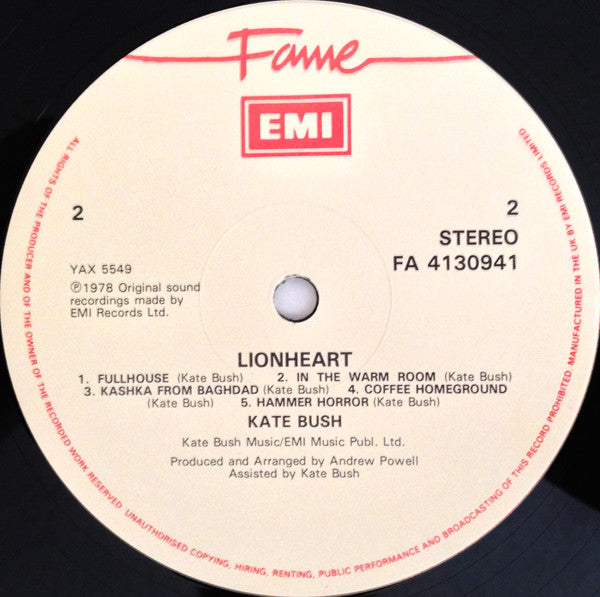 Fame
EMI
2
2
STEREO
FA 4130941
YAX 5549
℗1978 Original sound
recordings made by
EMI Records Ltd.
LIONHEART
1. FULLHOUSE (Kate Bush) 2. IN THE WARM ROOM (Kate Bush)
3. KASHKA FROM BAGHDAD (Kate Bush) 4. COFFEE HOMEGROUND
(Kate Bush) 5. HAMMER HORROR (Kate Bush)
KATE BUSH
Kate Bush Music/EMI Music Publ. Ltd.
Produced and Arranged by Andrew Powell
Assisted by Kate Bush
ALL RIGHTS OF THE PRODUCER AND OF THE OWNER OF THE RECORDED WORK RESERVED. UNAUTHORISED COPYING, HIRING, RENTING, PUBLIC PERFORMANCE AND BROADCASTING OF THIS RECORD PROHIBITED. MANUFACTURED IN THE UK BY EMI RECORDS LIMITED